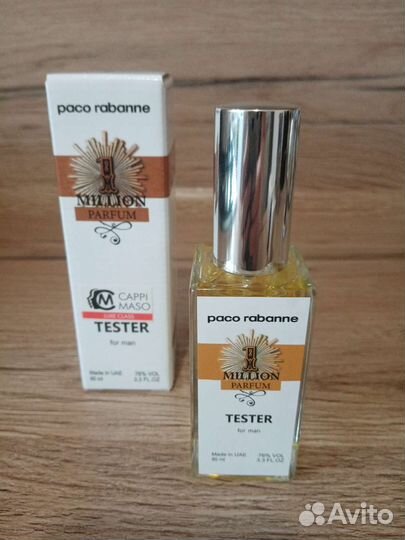 paco rabanne
1
MILLION
PARFUM
CM CAPPI
MASO
LUXE CLASS
TESTER
for man
Made in UAE 76% VOL
60 ml 3.3 FL OZ
paco rabanne
1
MILLION
PARFUM
TESTER
for man
Made in UAE 76% VOL
60 ml 3.3 FL OZ
Avito